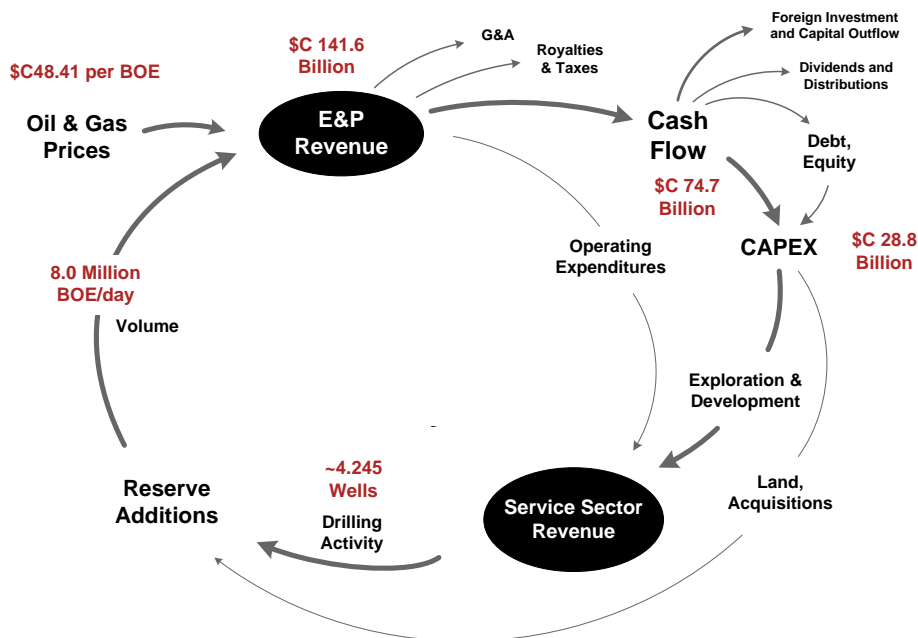 Foreign Investment
and Capital Outflow
$C 141.6
Billion
G&A
Royalties
& Taxes
$C48.41 per BOE
Dividends and
Distributions
Oil & Gas
Prices
E&P
Revenue
Cash
Flow
Debt,
Equity
$C 74.7
Billion
CAPEX
$C 28.8
Billion
Operating
Expenditures
8.0 Million
BOE/day
Volume
Exploration &
Development
~4.245
Wells
Reserve
Additions
Drilling
Activity
Service Sector
Revenue
Land,
Acquisitions